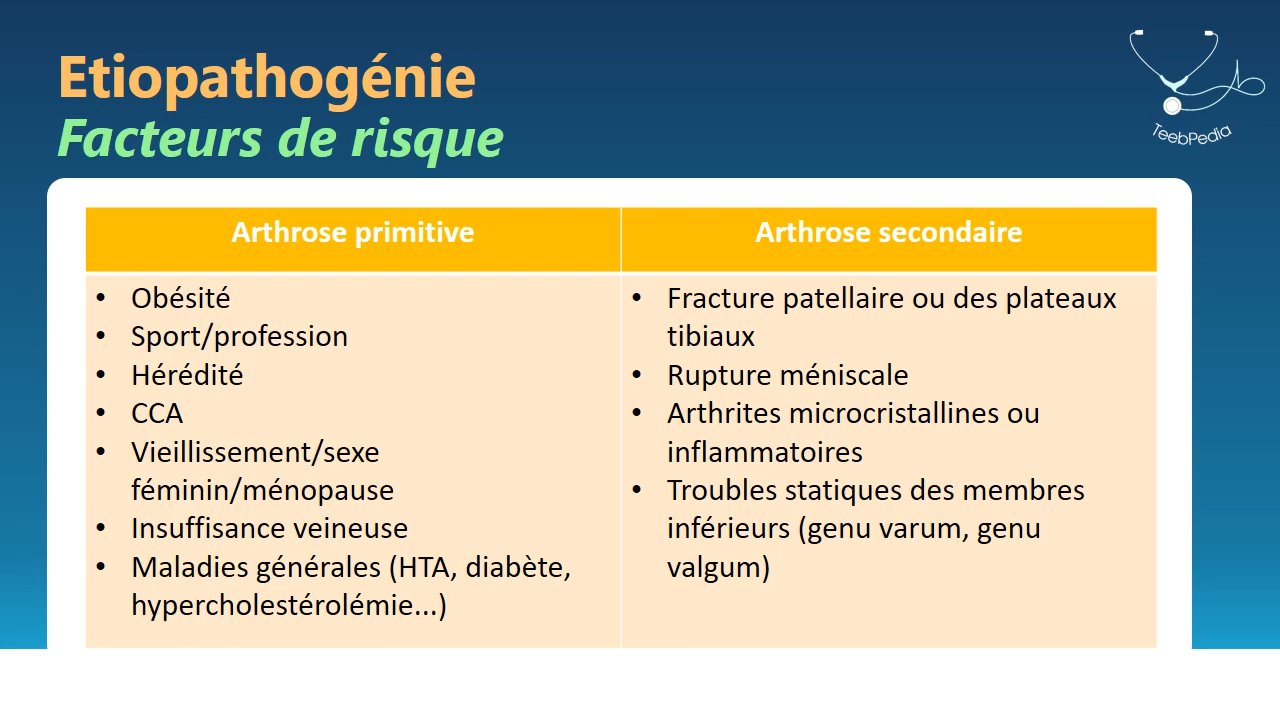 Etiopathogénie
Facteurs de risque
TeebPedia
Arthrose primitive
Arthrose secondaire
• Obésité
• Sport/profession
• Hérédité
• CCA
• Vieillissement/sexe
féminin/ménopause
• Insuffisance veineuse
• Maladies générales (HTA, diabète,
hypercholestérolémie...)
• Fracture patellaire ou des plateaux
tibiaux
• Rupture méniscale
• Arthrites microcristallines ou
inflammatoires
• Troubles statiques des membres
inférieurs (genu varum, genu
valgum)